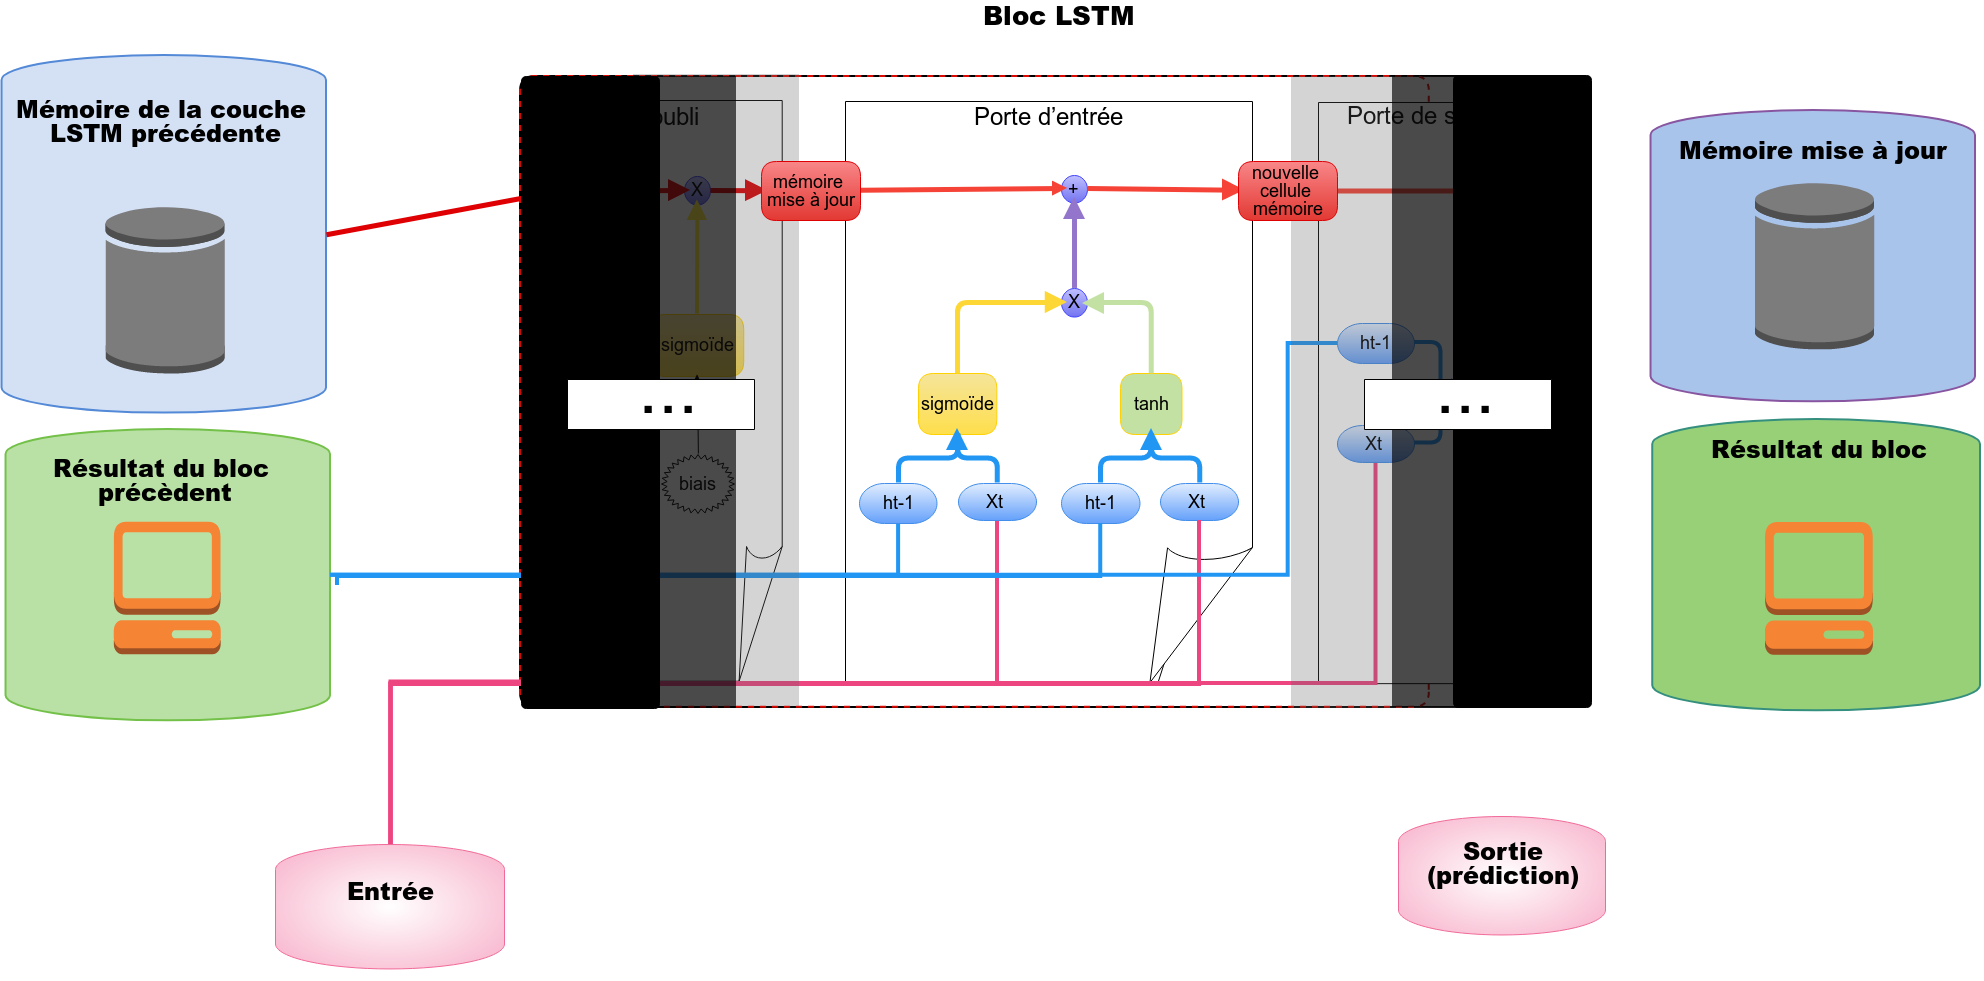 Bloc LSTM
Mémoire de la couche
LSTM précédente
oubli
Porte d'entrée
Porte de s
Mémoire mise à jour
X
mémoire
mise à jour
+
nouvelle
cellule
mémoire
X
sigmoïde
ht-1
sigmoïde
tanh
...
...
Xt
Résultat du bloc
précèdent
biais
ht-1
Xt
ht-1
Xt
Résultat du bloc
Entrée
Sortie
(prédiction)